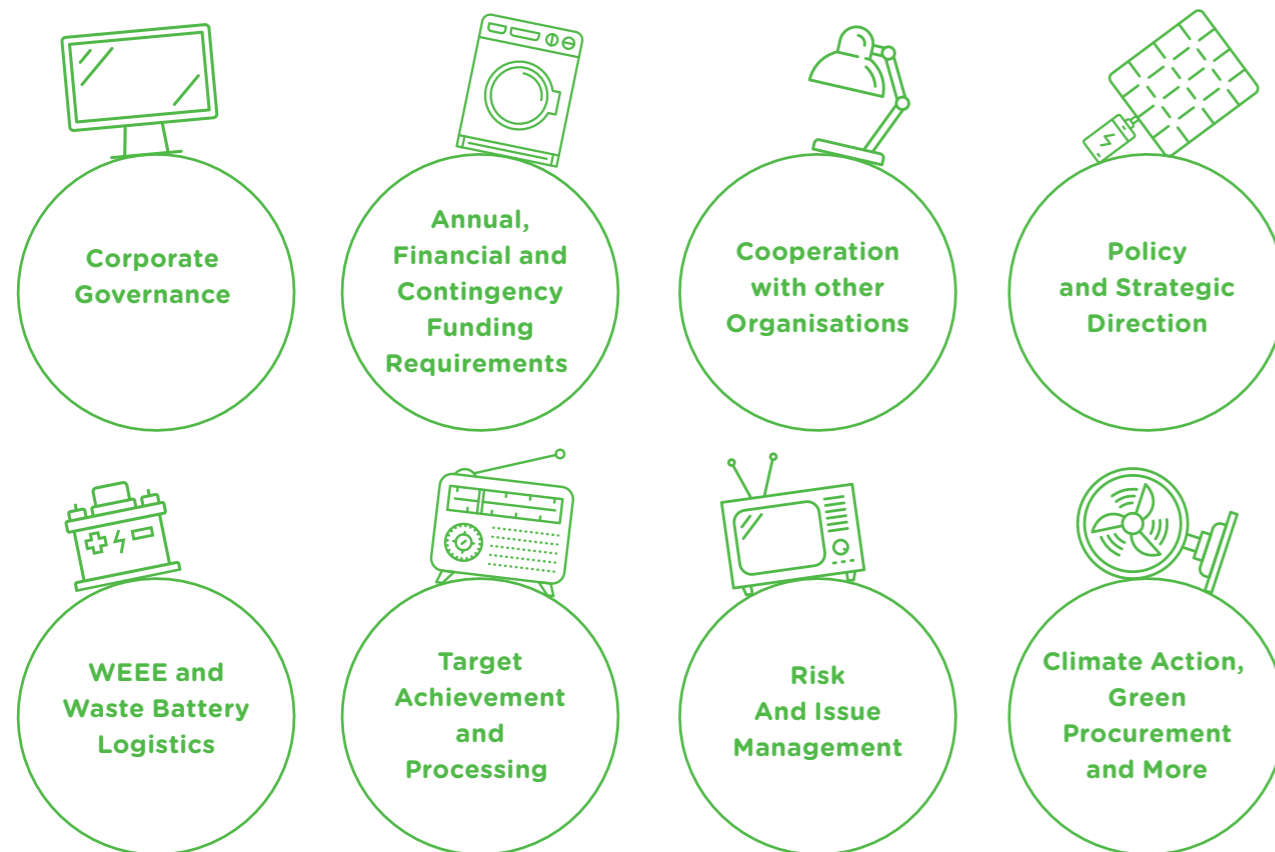 Corporate
Governance
Annual,
Financial and
Contingency
Funding
Requirements
Cooperation
with other
Organisations
Policy
and Strategic
Direction
WEEE and
Waste Battery
Logistics
Target
Achievement
and
Processing
Risk
And Issue
Management
Climate Action,
Green
Procurement
and More